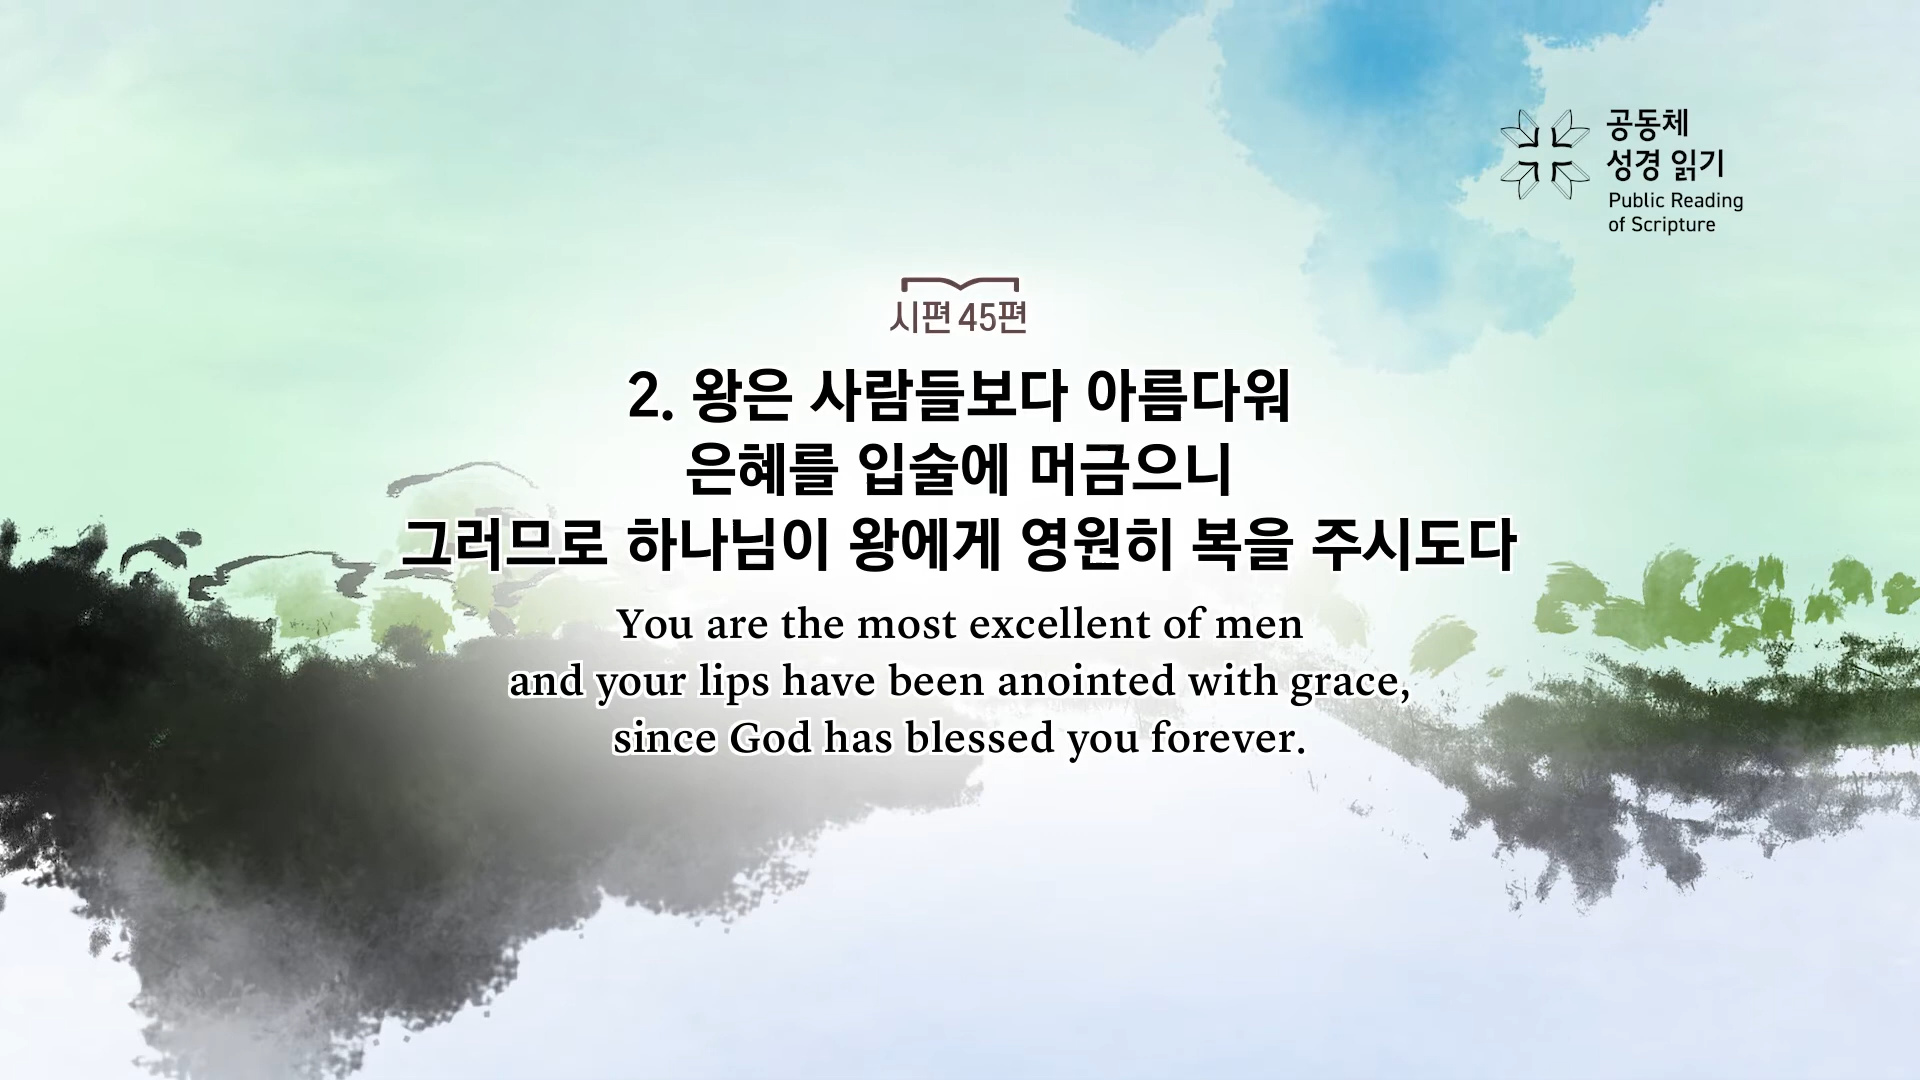 공동체
성경 읽기
Public Reading
of Scripture
시편 45편
2. 왕은 사람들보다 아름다워
은혜를 입술에 머금으니
그러므로 하나님이 왕에게 영원히 복을 주시도다
You are the most excellent of men
and your lips have been anointed with grace,
since God has blessed you forever.